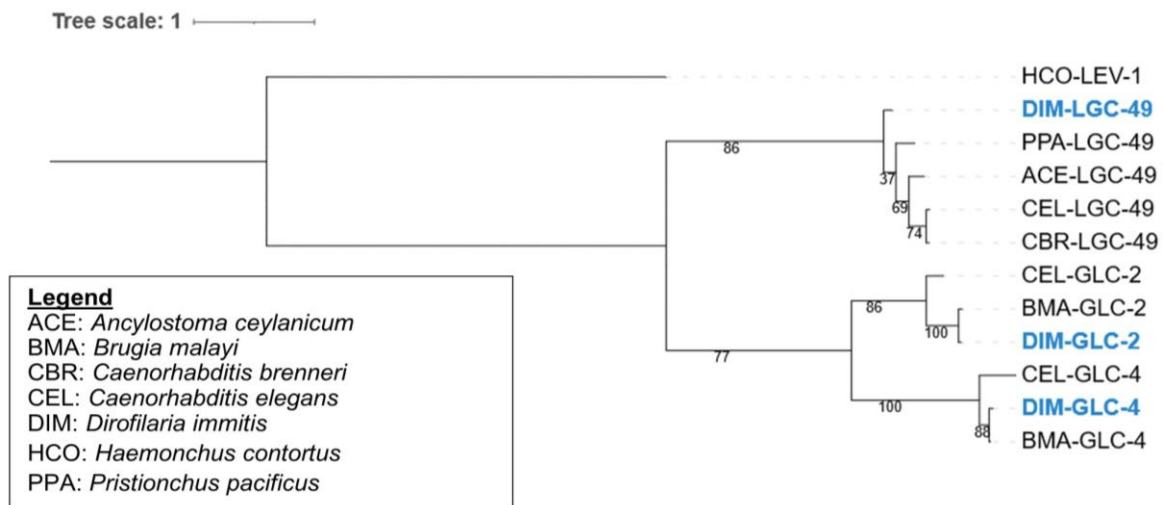 Tree scale: 1
HCO-LEV-1
DIM-LGC-49
86
PPA-LGC-49
37
ACE-LGC-49
69
CEL-LGC-49
74
CBR-LGC-49
CEL-GLC-2
86
BMA-GLC-2
100
DIM-GLC-2
77
CEL-GLC-4
100
DIM-GLC-4
88
BMA-GLC-4
Legend
ACE: Ancylostoma ceylanicum
BMA: Brugia malayi
CBR: Caenorhabditis brenneri
CEL: Caenorhabditis elegans
DIM: Dirofilaria immitis
HCO: Haemonchus contortus
PPA: Pristionchus pacificus